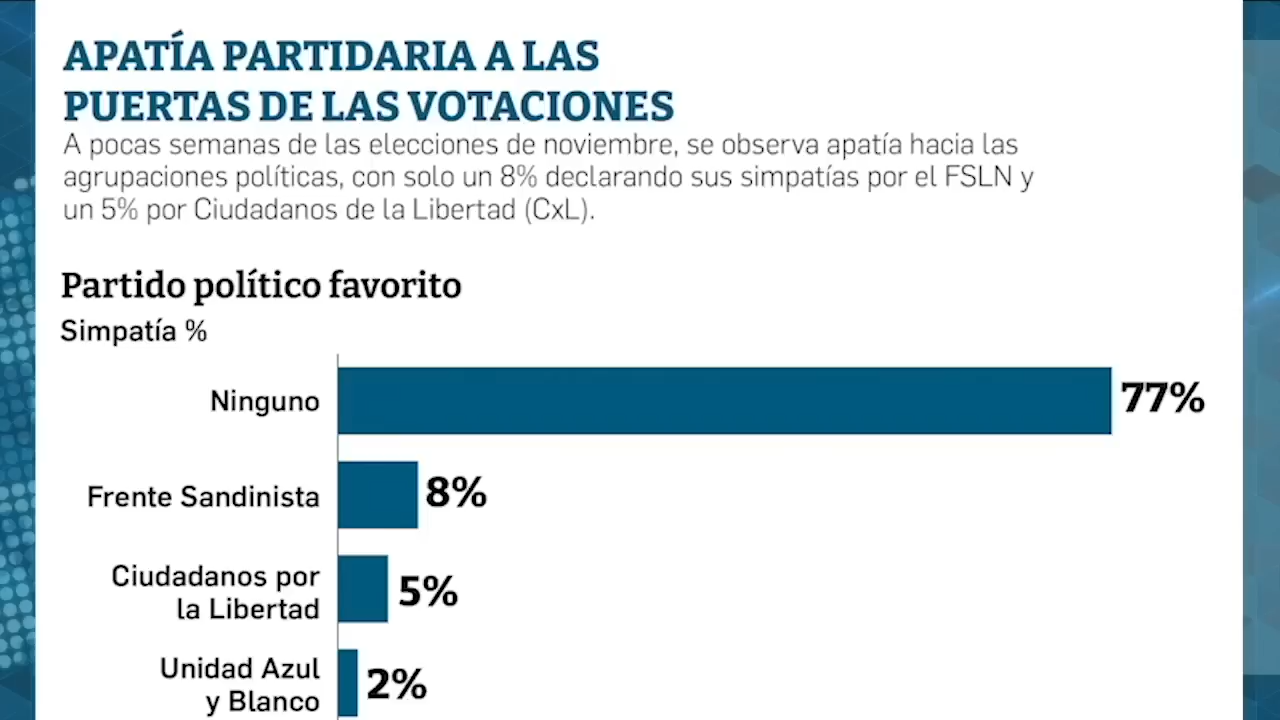 APATÍA PARTIDARIA A LAS
PUERTAS DE LAS VOTACIONES
A pocas semanas de las elecciones de noviembre, se observa apatía hacia las
agrupaciones políticas, con solo un 8% declarando sus simpatías por el FSLN y
un 5% por Ciudadanos de la Libertad (CxL).
Partido político favorito
Simpatía %
Ninguno 77%
Frente Sandinista 8%
Ciudadanos por
la Libertad 5%
Unidad Azul
y Blanco 2%